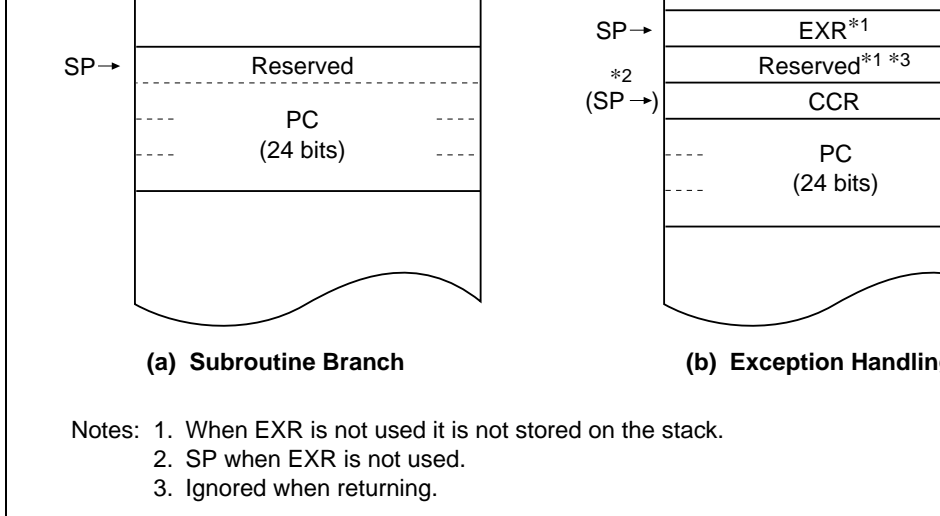 SP→
Reserved
PC
(24 bits)
(a) Subroutine Branch
SP→
EXR*1
Reserved*1 *3
*2
(SP→)
CCR
PC
(24 bits)
(b) Exception Handlin
Notes: 1. When EXR is not used it is not stored on the stack.
2. SP when EXR is not used.
3. Ignored when returning.